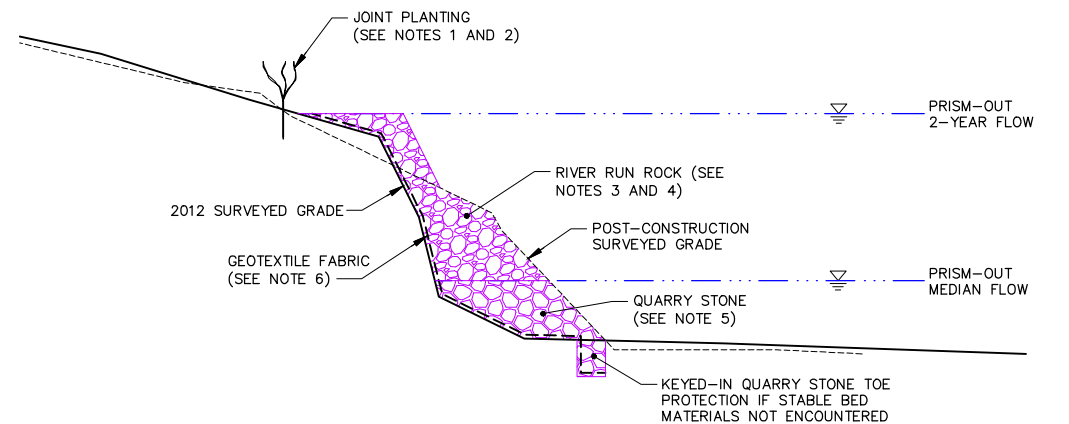 JOINT PLANTING
(SEE NOTES 1 AND 2)
PRISM-OUT
2-YEAR FLOW
RIVER RUN ROCK (SEE
NOTES 3 AND 4)
2012 SURVEYED GRADE
POST-CONSTRUCTION
SURVEYED GRADE
GEOTEXTILE FABRIC
(SEE NOTE 6)
PRISM-OUT
MEDIAN FLOW
QUARRY STONE
(SEE NOTE 5)
KEYED-IN QUARRY STONE TOE
PROTECTION IF STABLE BED
MATERIALS NOT ENCOUNTERED